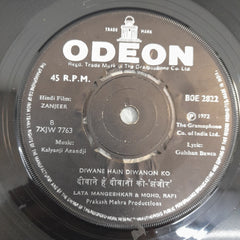 TRADE MARK
ODEON
Regd. Trade Mark of The Gramophone Co Ltd
45 R.P.M.
BOE 2822
Hindi Film:
ZANJEER
℗ 1972
B
7XJW 7763
The Gramophone
Co. of India Ltd.
Music:
Kalyanji Anandji
Lyric:
Gulshan Bawra
DIWANE HAIN DIWANON KO
दीवाने हैं दीवानों को-'ज़ंजीर'
LATA MANGESHKAR & MOHD. RAFI
Prakash Mehra Productions